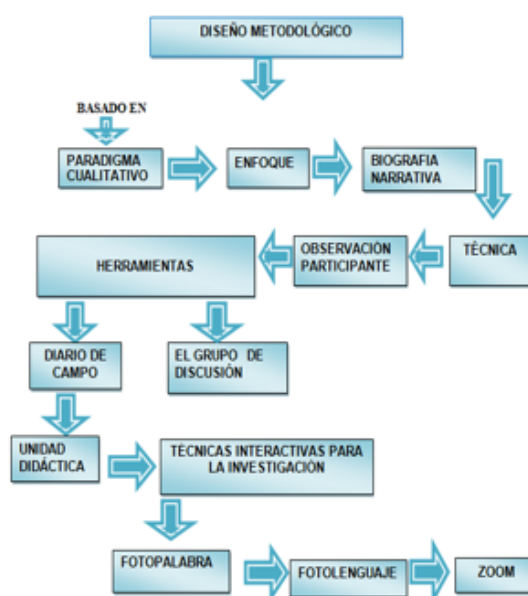 DISEÑO METODOLÓGICO
BASADO EN
PARADIGMA
CUALITATIVO
ENFOQUE
BIOGRAFIA
NARRATIVA
TÉCNICA
OBSERVACIÓN
PARTICIPANTE
HERRAMIENTAS
DIARIO DE
CAMPO
EL GRUPO DE
DISCUSIÓN
UNIDAD
DIDÁCTICA
TÉCNICAS INTERACTIVAS PARA
LA INVESTIGACIÓN
FOTOPALABRA
FOTOLENGUAJE
ZOOM